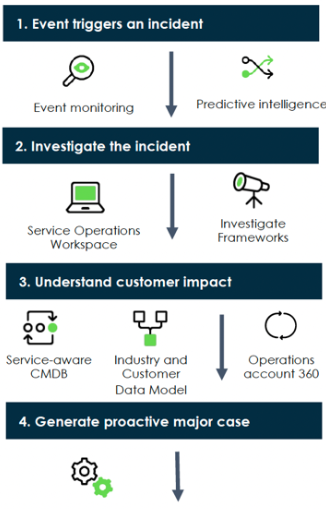 1. Event triggers an incident
Event monitoring
Predictive intelligence
2. Investigate the incident
Service Operations
Workspace
Investigate
Frameworks
3. Understand customer impact
Service-aware
CMDB
Industry and
Customer
Data Model
Operations
account 360
4. Generate proactive major case